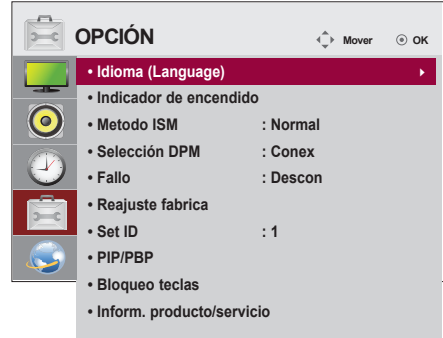 OPCIÓN Mover OK
• Idioma (Language)
• Indicador de encendido
• Metodo ISM : Normal
• Selección DPM : Conex
• Fallo : Descon
• Reajuste fabrica
• Set ID : 1
• PIP/PBP
• Bloqueo teclas
• Inform. producto/servicio